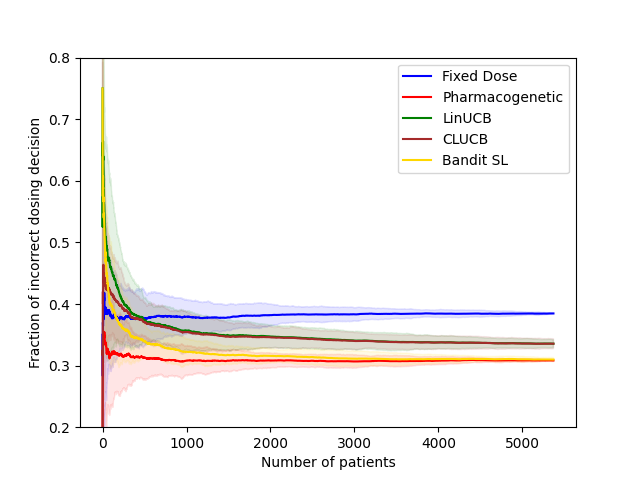 0.8
0.7
0.6
0.5
0.4
0.3
0.2
Fraction of incorrect dosing decision
0 1000 2000 3000 4000 5000
Number of patients
Fixed Dose
Pharmacogenetic
LinUCB
CLUCB
Bandit SL